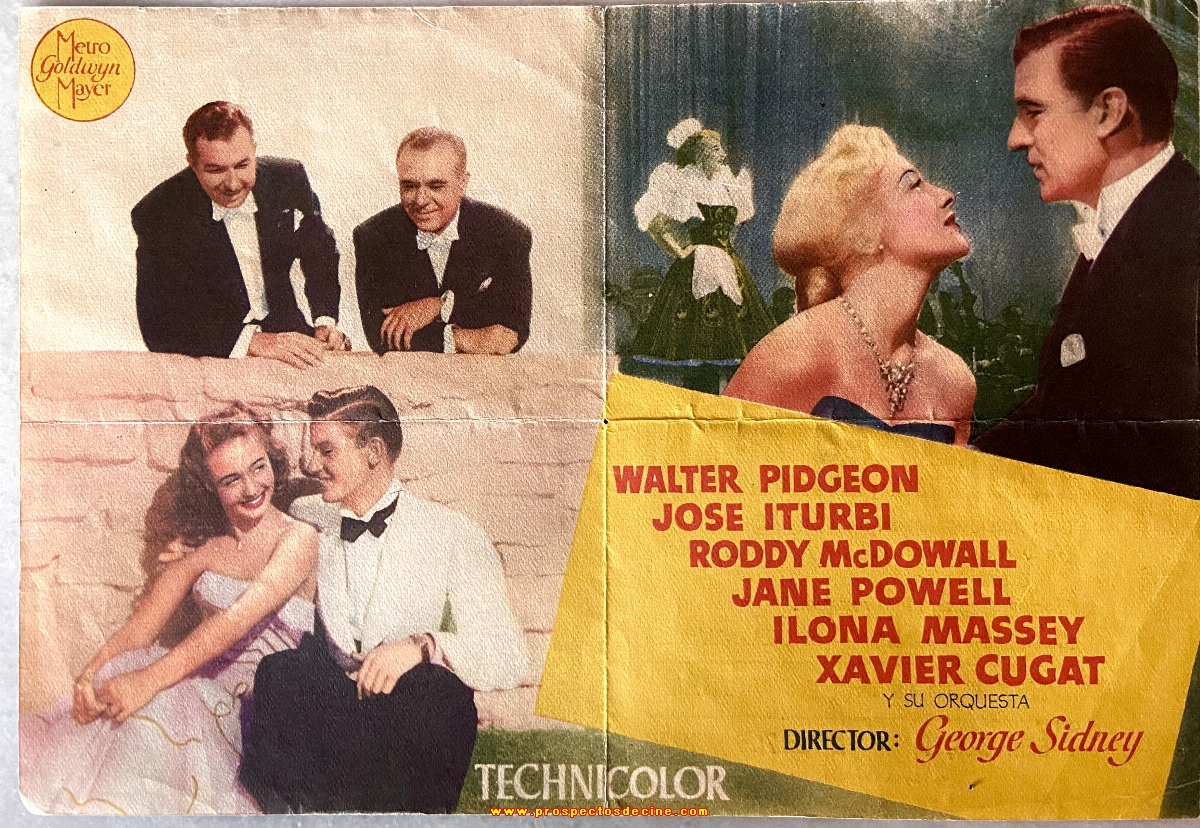 Metro
Goldwyn
Mayer
WALTER PIDGEON
JOSE ITURBI
RODDY McDOWALL
JANE POWELL
ILONA MASSEY
XAVIER CUGAT
Y SU ORQUESTA
DIRECTOR: George Sidney
TECHNICOLOR
www.prospectosdecine.com